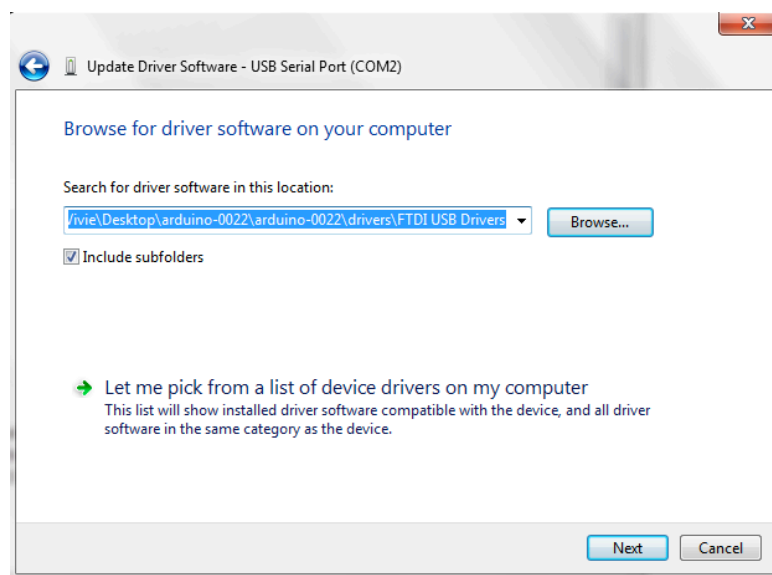 Update Driver Software - USB Serial Port (COM2)
Browse for driver software on your computer
Search for driver software in this location:
/ivie\Desktop\arduino-0022\arduino-0022\drivers\FTDI USB Drivers
Browse...
Include subfolders
Let me pick from a list of device drivers on my computer
This list will show installed driver software compatible with the device, and all driver
software in the same category as the device.
Next Cancel